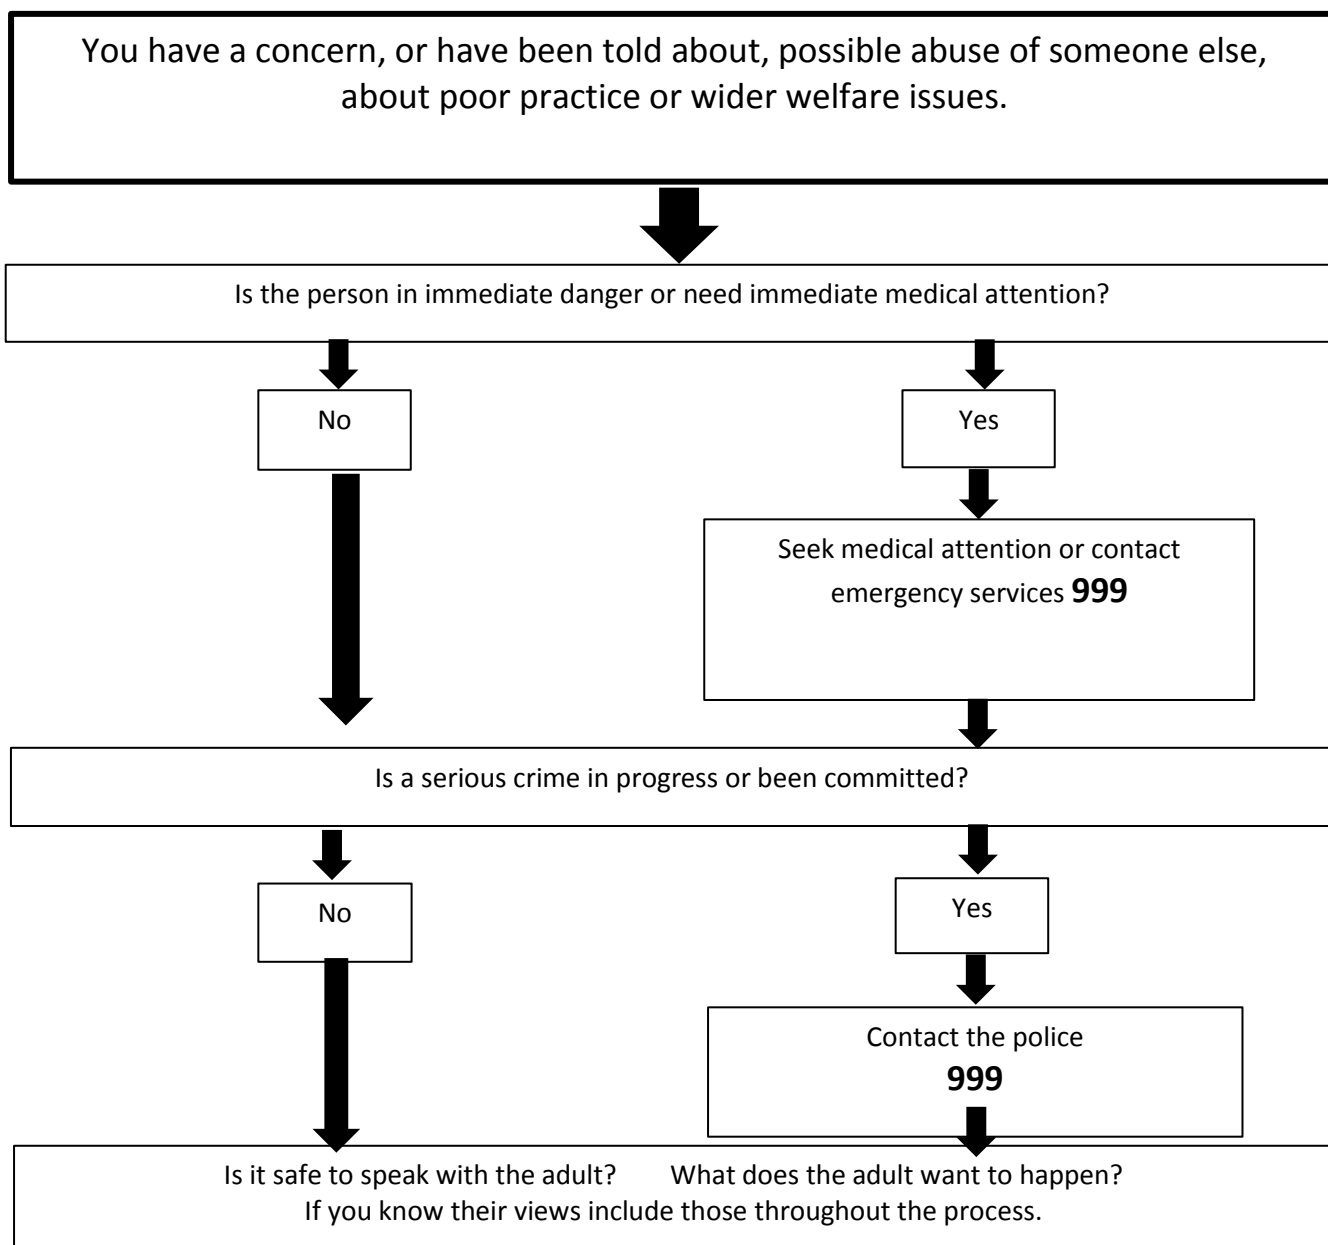 You have a concern, or have been told about, possible abuse of someone else,
about poor practice or wider welfare issues.
Is the person in immediate danger or need immediate medical attention?
No
Yes
Seek medical attention or contact
emergency services 999
Is a serious crime in progress or been committed?
No
Yes
Contact the police
999
Is it safe to speak with the adult? What does the adult want to happen?
If you know their views include those throughout the process.